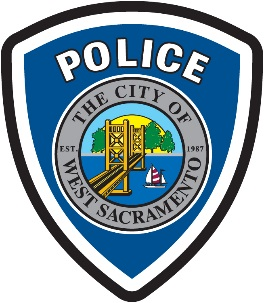 POLICE
THE CITY OF
EST. 1987
WEST SACRAMENTO